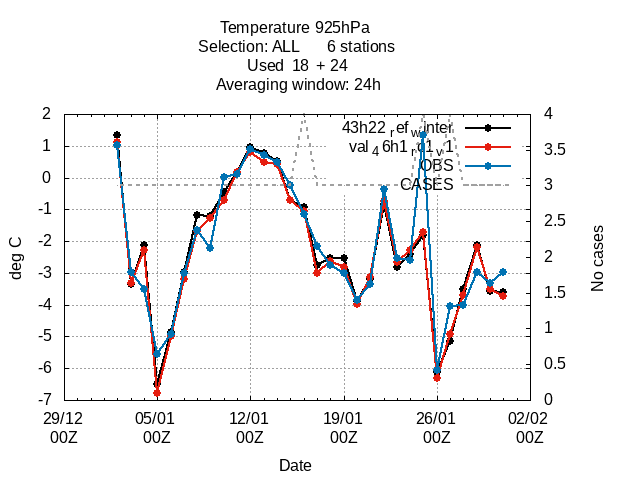 Temperature 925hPa
Selection: ALL 6 stations
Used 18 + 24
Averaging window: 24h
43h22_ref_winter
val_46h1_rr1_v1
OBS
CASES
2
1
0
-1
-2
-3
-4
-5
-6
-7
deg C
4
3.5
3
2.5
2
1.5
1
0.5
0
No cases
29/12 05/01 12/01 19/01 26/01 02/02
00Z 00Z 00Z 00Z 00Z 00Z
Date